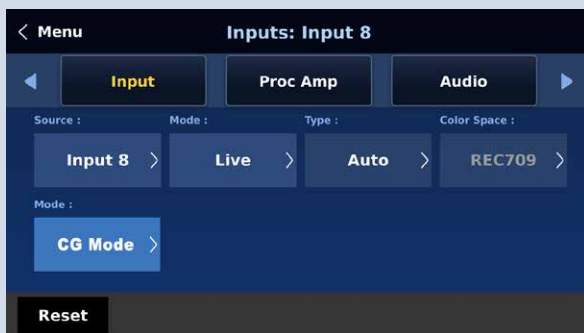 < Menu Inputs: Input 8
Input Proc Amp Audio
Source : Mode : Type : Color Space :
Input 8 Live Auto REC709
Mode :
CG Mode
Reset